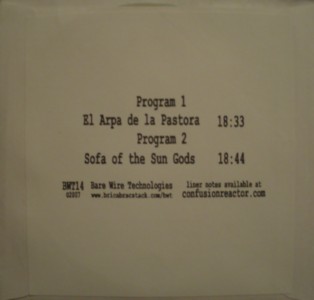 Program 1
El Arpa de la Pastora 18:33
Program 2
Sofa of the Sun Gods 18:44
BWT14 Bare Wire Technologies liner notes available at
©2007 www.bricabracstack.com/bwt confusionreactor.com